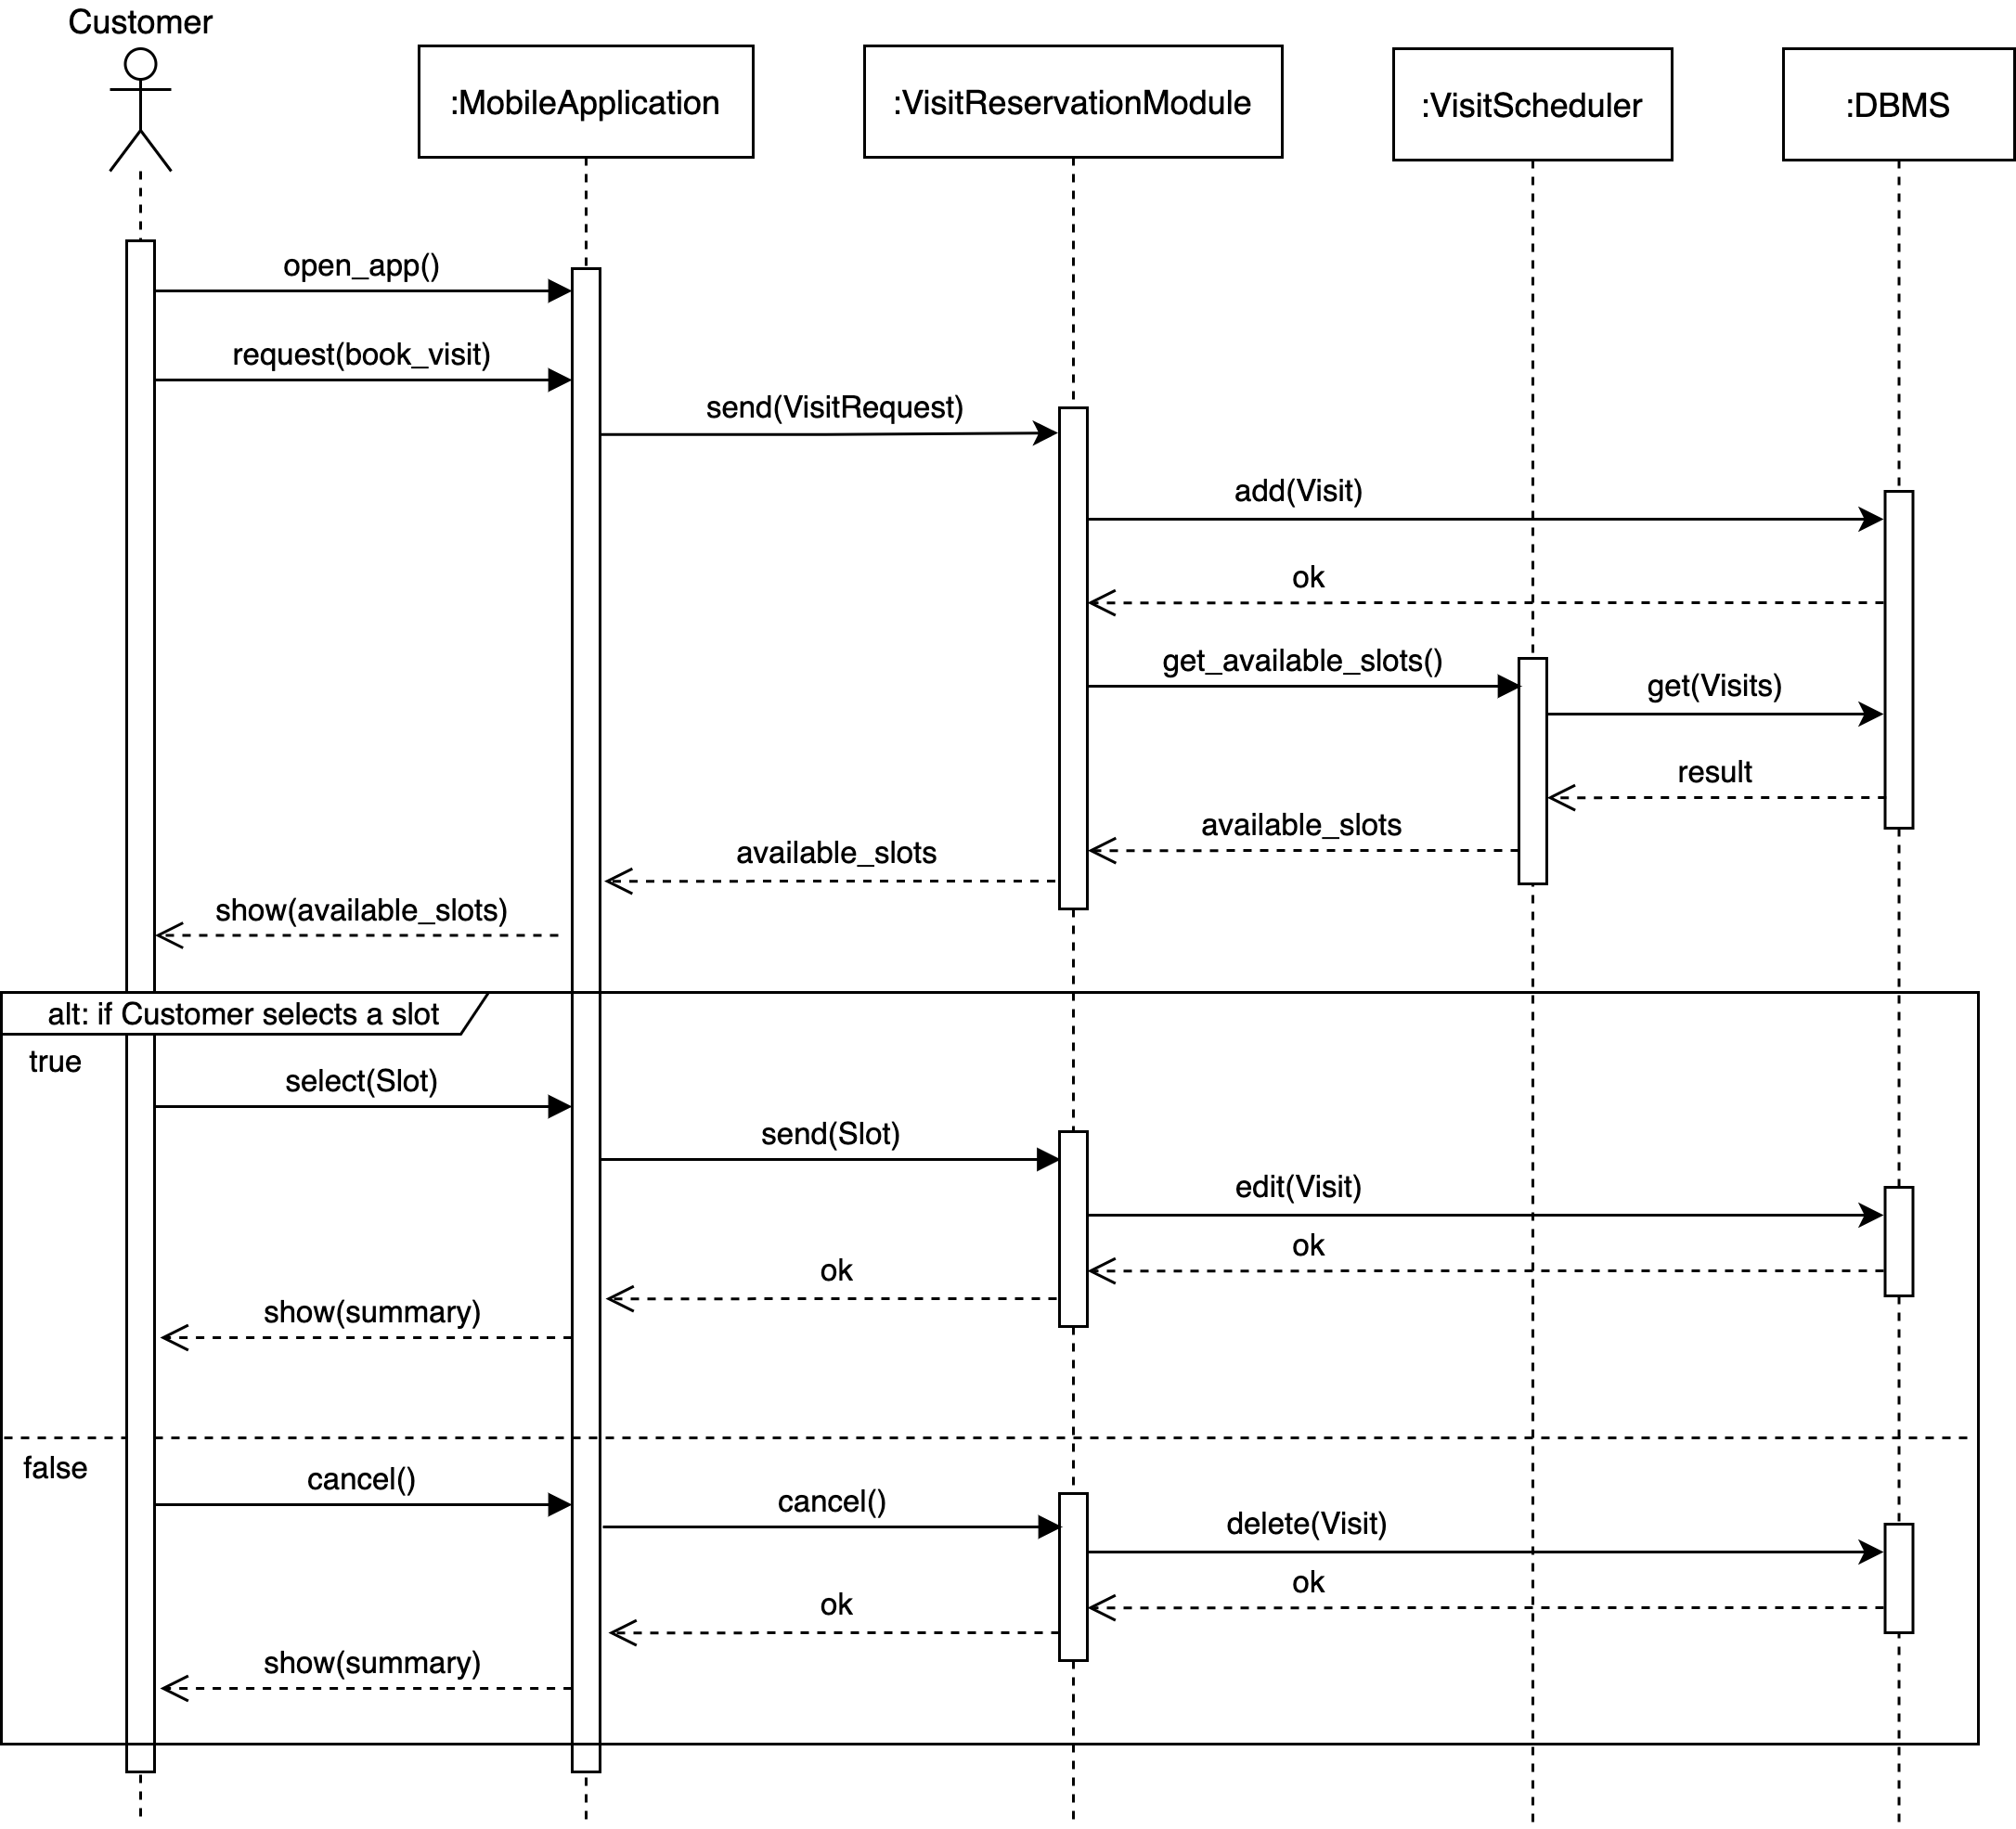 Customer
:MobileApplication
:VisitReservationModule
:VisitScheduler
:DBMS
open_app()
request(book_visit)
send(VisitRequest)
add(Visit)
ok
get_available_slots()
get(Visits)
result
available_slots
available_slots
show(available_slots)
alt: if Customer selects a slot
true
select(Slot)
send(Slot)
edit(Visit)
ok
ok
show(summary)
false
cancel()
cancel()
delete(Visit)
ok
ok
show(summary)